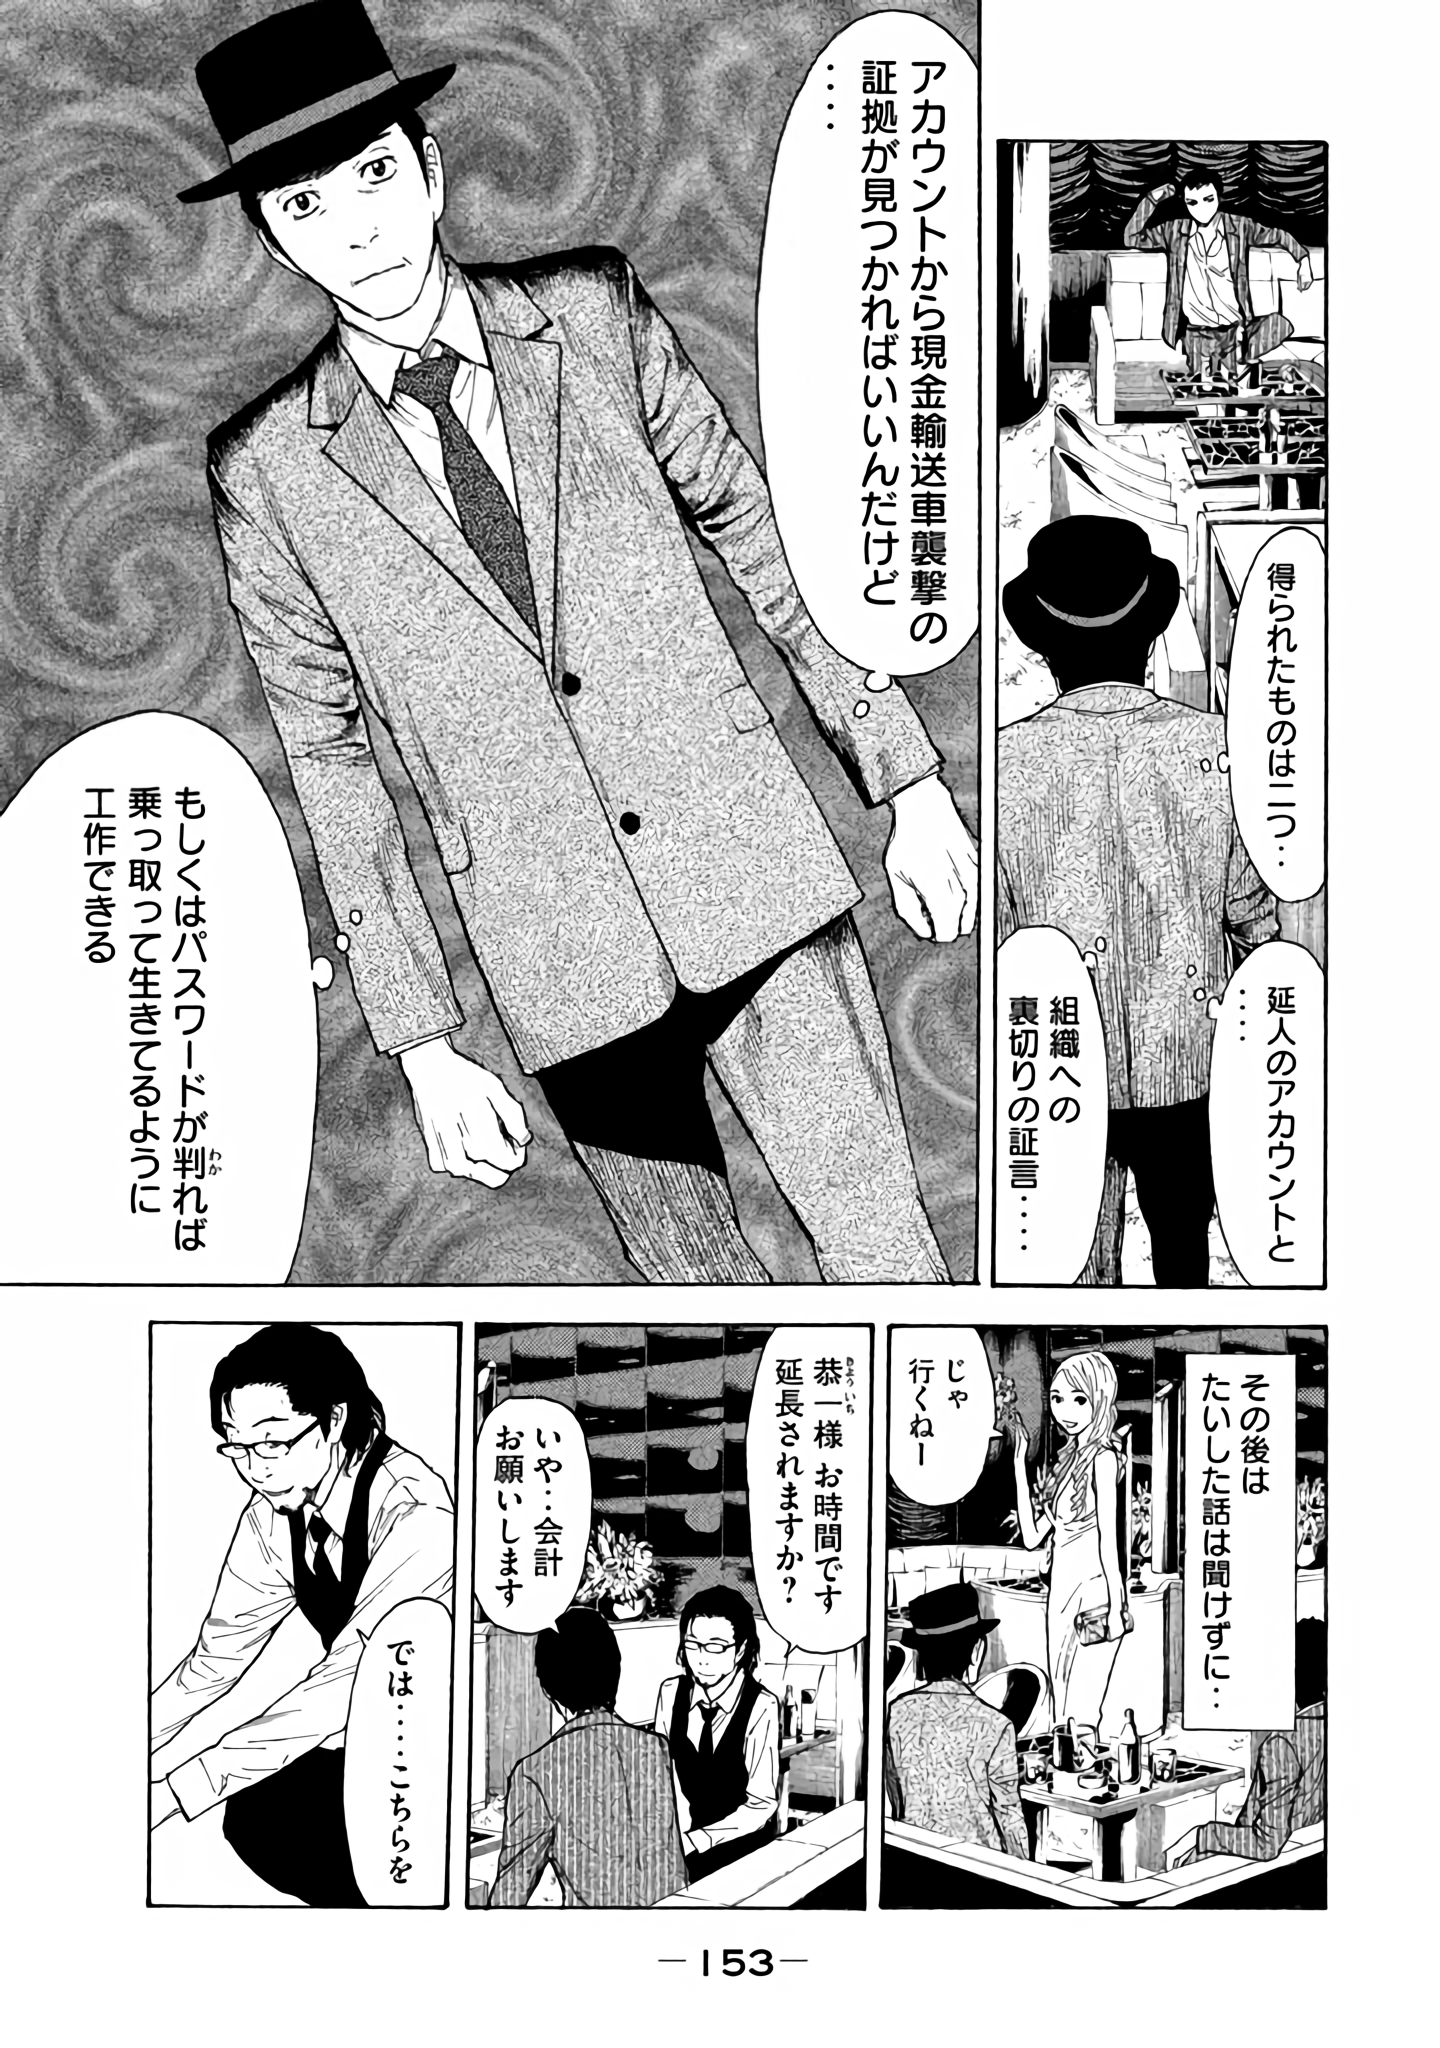 得られたものは二つ‥
延人のアカウントと
‥‥
組織への
裏切りの証言‥‥
アカウントから現金輸送車襲撃の
証拠が見つかればいいんだけど
‥‥
もしくはパスワードが判れば
わか
乗っ取って生きてるように
工作できる
その後は
たいした話は聞けずに‥
じゃ
行くねー
恭一様 お時間です
きょういち
延長されますか？
いや‥会計
お願いします
では‥‥こちらを
—153—